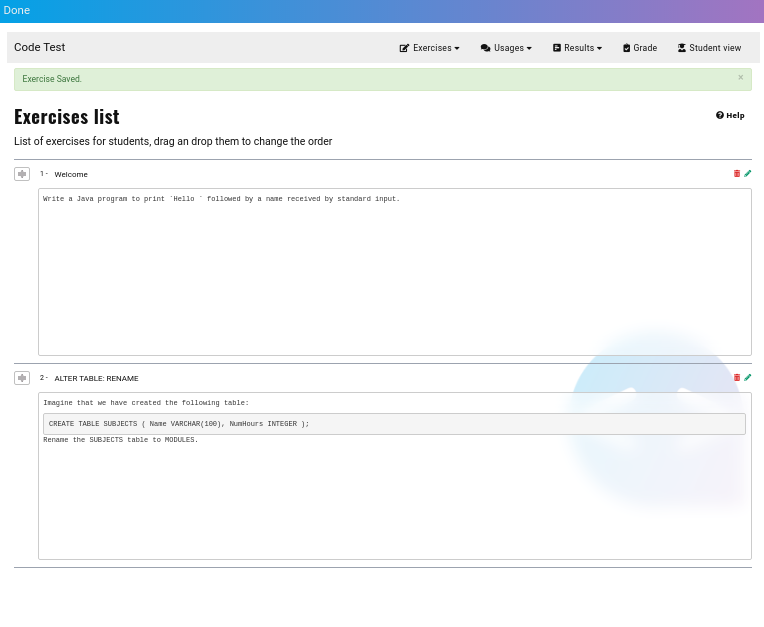 Done
Code Test
Exercises
Usages
Results
Grade
Student view
Exercise Saved.
×
Exercises list
Help
List of exercises for students, drag an drop them to change the order
1 - Welcome
Write a Java program to print `Hello ` followed by a name received by standard input.
2 - ALTER TABLE: RENAME
Imagine that we have created the following table:
CREATE TABLE SUBJECTS ( Name VARCHAR(100), NumHours INTEGER );
Rename the SUBJECTS table to MODULES.